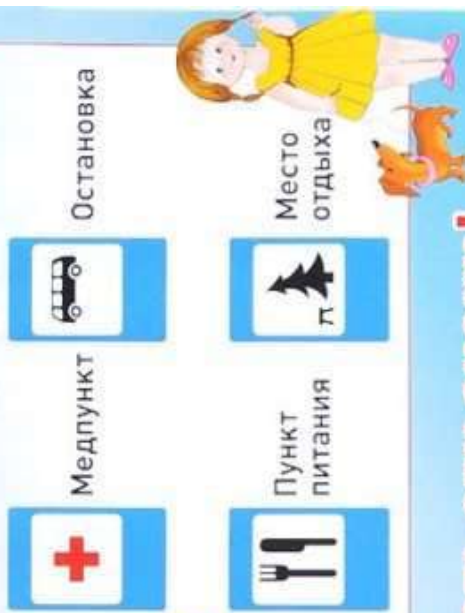 Медпункт
Остановка
Пункт
питания
Место
отдыха